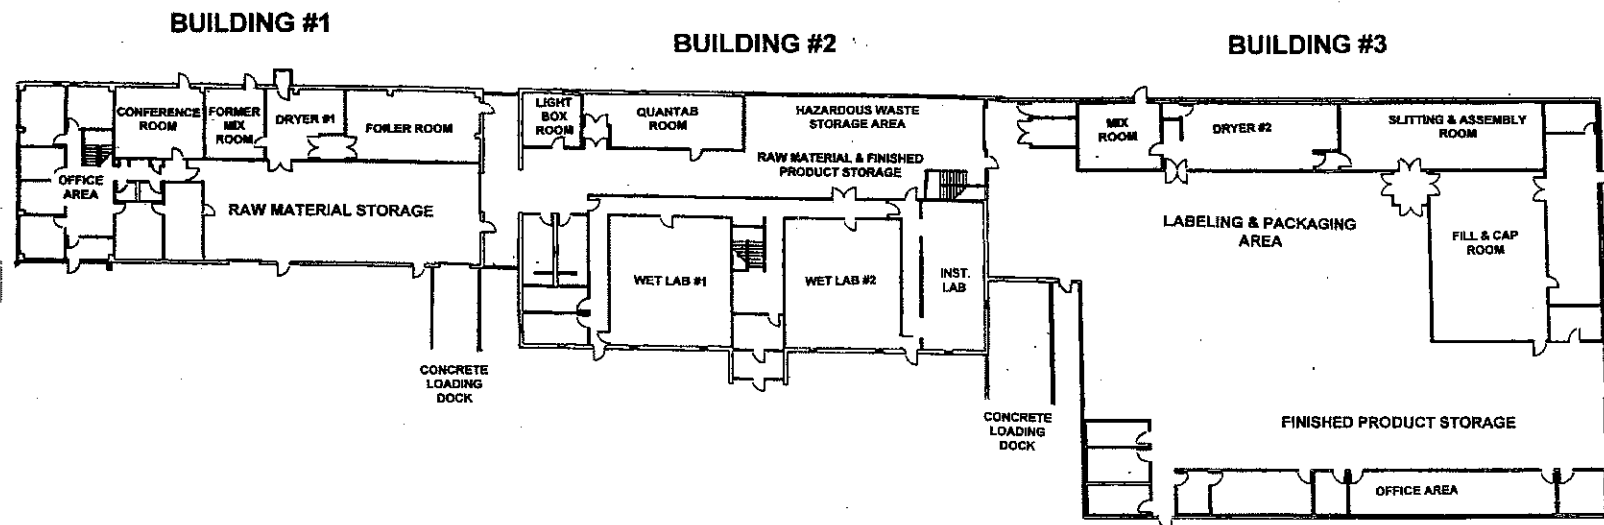 BUILDING #1
BUILDING #2
BUILDING #3
CONFERENCE
ROOM
FORMER
MIX
ROOM
DRYER #1
FOILER ROOM
OFFICE
AREA
RAW MATERIAL STORAGE
CONCRETE
LOADING
DOCK
LIGHT
BOX
ROOM
QUANTAB
ROOM
HAZARDOUS WASTE
STORAGE AREA
RAW MATERIAL & FINISHED
PRODUCT STORAGE
WET LAB #1
WET LAB #2
INST.
LAB
CONCRETE
LOADING
DOCK
MIX
ROOM
DRYER #2
SLITTING & ASSEMBLY
ROOM
LABELING & PACKAGING
AREA
FILL & CAP
ROOM
FINISHED PRODUCT STORAGE
OFFICE AREA